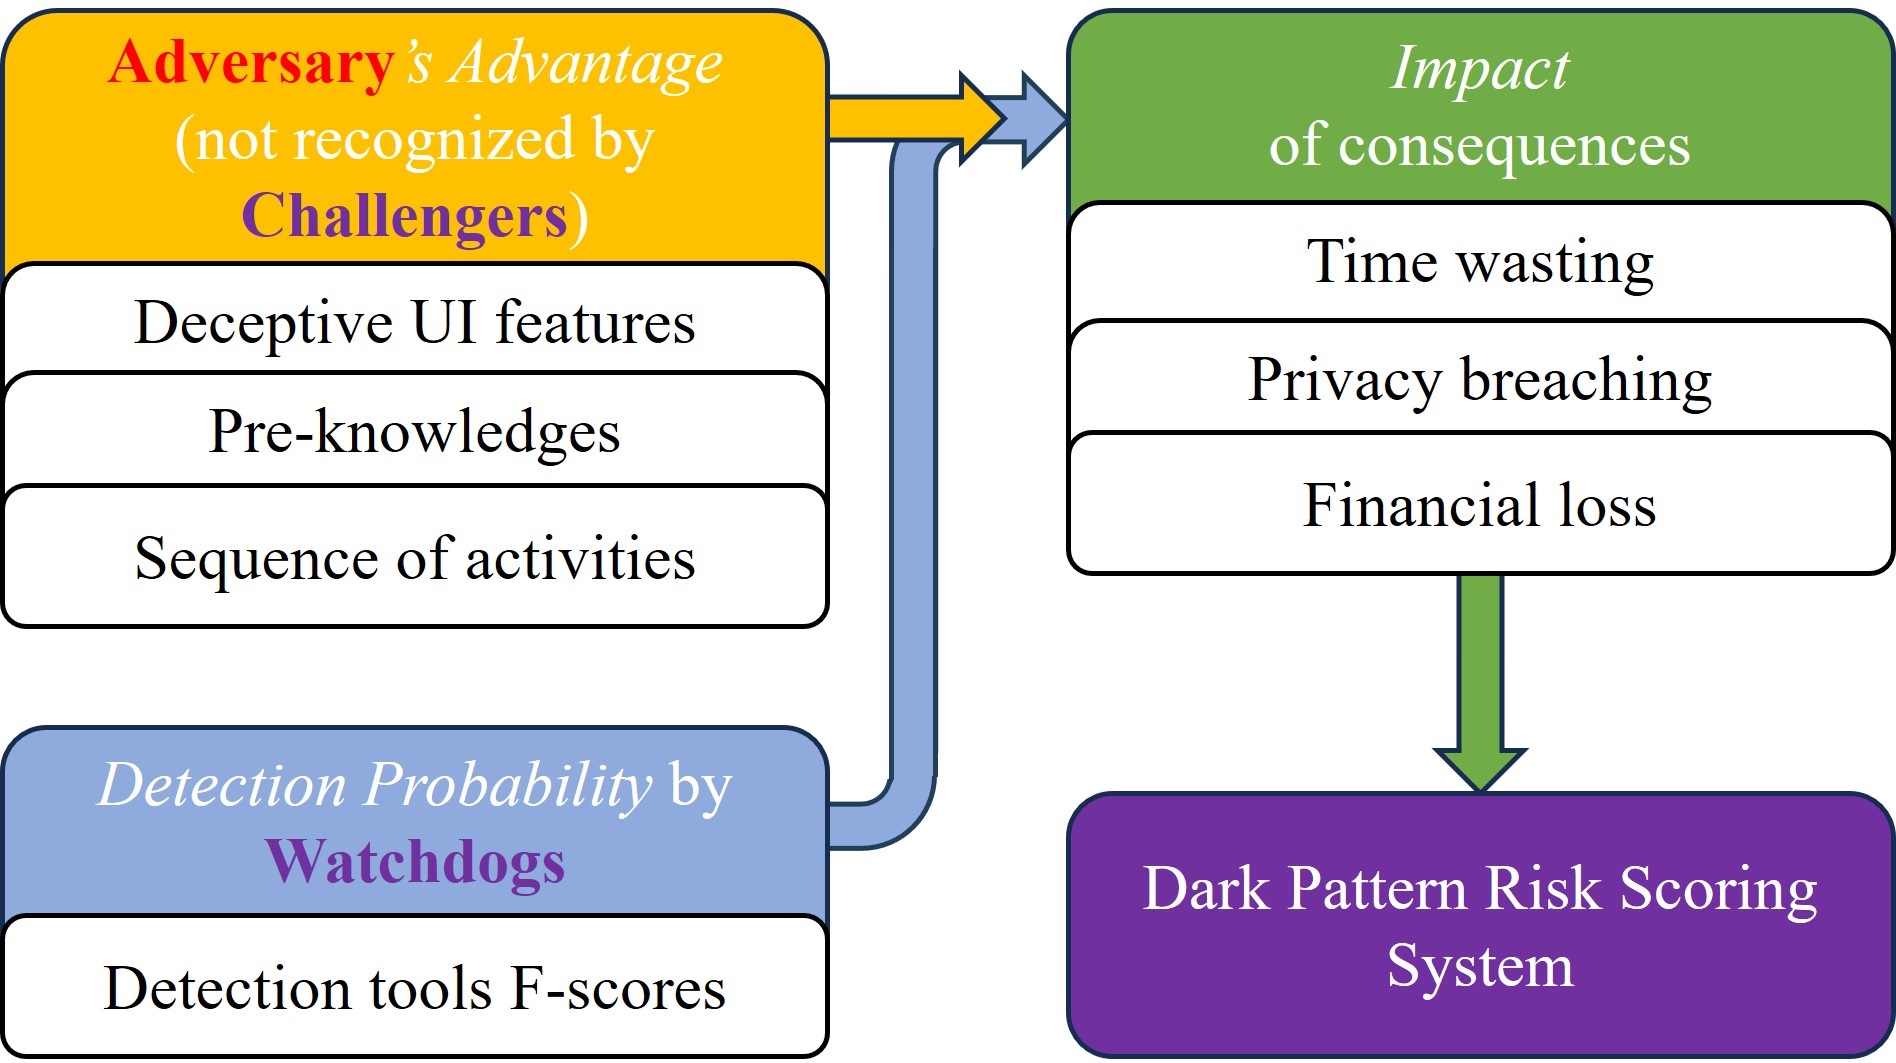 Adversary's Advantage
(not recognized by
Challengers)
Deceptive UI features
Pre-knowledges
Sequence of activities
Detection Probability by
Watchdogs
Detection tools F-scores
Impact
of consequences
Time wasting
Privacy breaching
Financial loss
Dark Pattern Risk Scoring
System